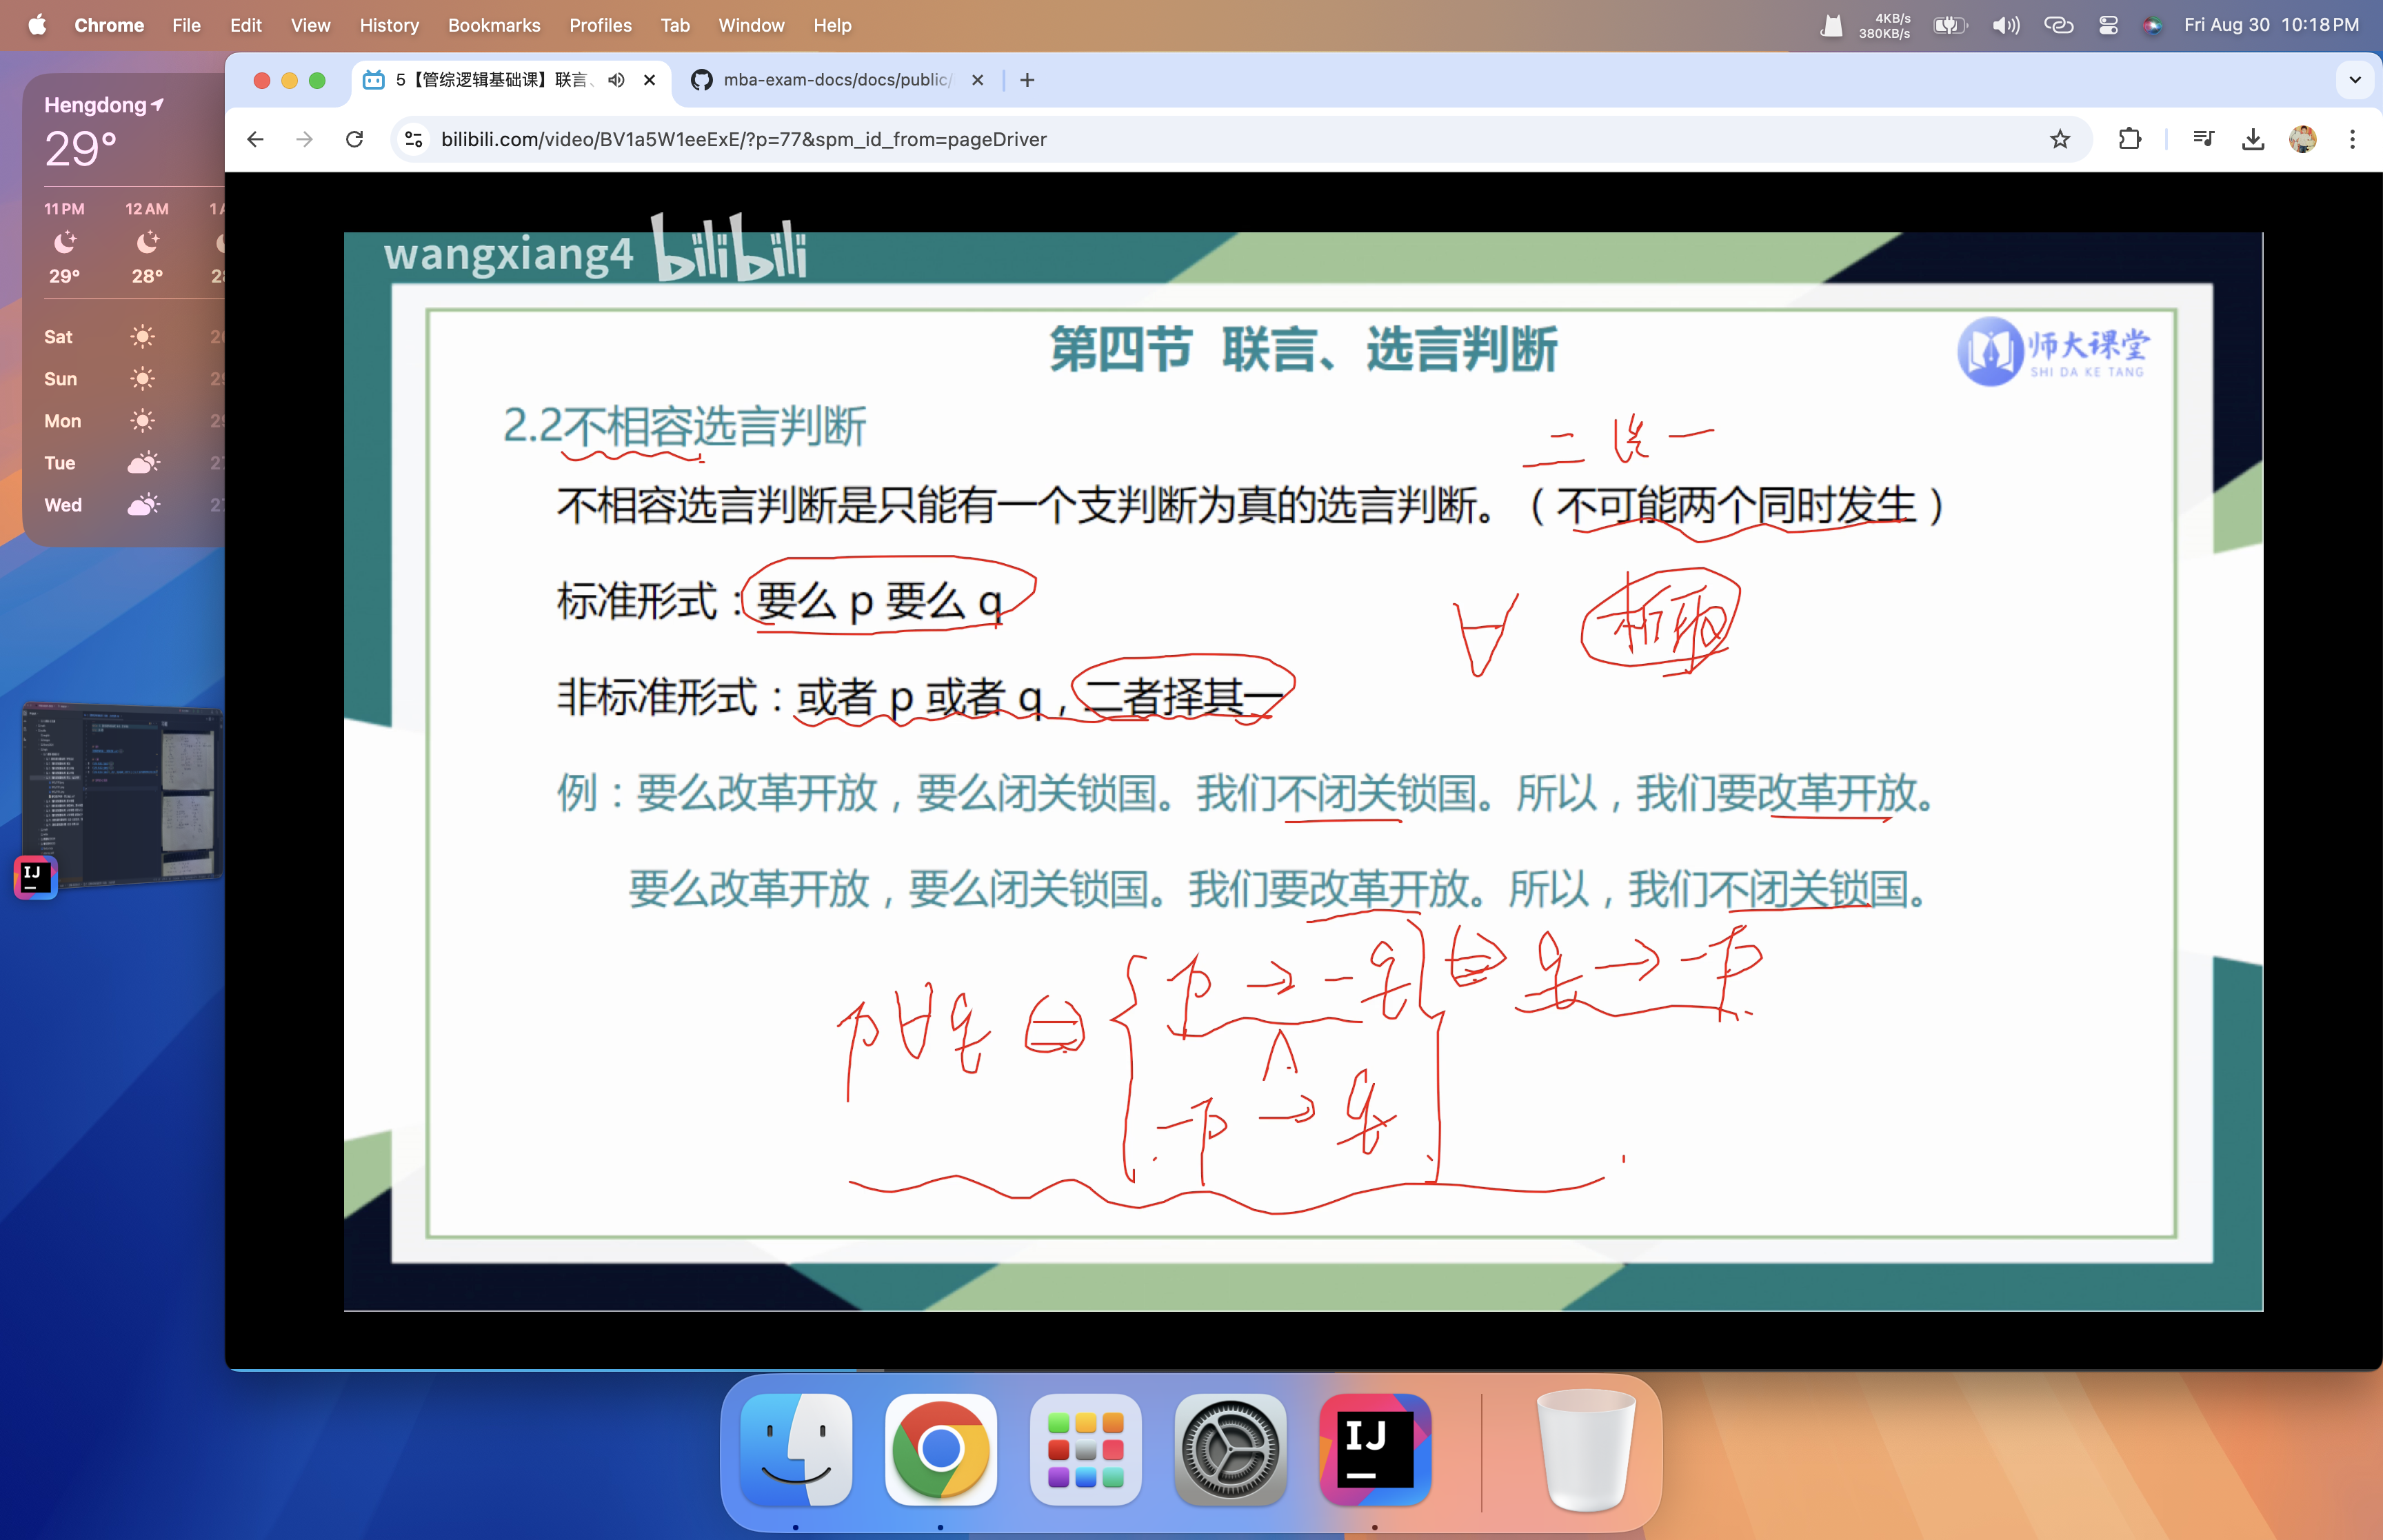 Chrome File Edit View History Bookmarks Profiles Tab Window Help
4KB/s
380KB/s
Fri Aug 30 10:18 PM
5【管综逻辑基础课】联言、
mba-exam-docs/docs/public/
bilibili.com/video/BV1a5W1eeExE/?p=77&spm_id_from=pageDriver
Hengdong
29°
11 PM 12 AM
29° 28°
Sat
Sun
Mon
Tue
Wed
wangxiang4 bilibili
第四节 联言、选言判断
师大课堂
SHI DA KE TANG
2.2不相容选言判断
二选一
不相容选言判断是只能有一个支判断为真的选言判断。（不可能两个同时发生）
标准形式：要么 p 要么 q
∀
非标准形式：或者 p 或者 q，二者择其一
例：要么改革开放，要么闭关锁国。我们不闭关锁国。所以，我们要改革开放。
要么改革开放，要么闭关锁国。我们要改革开放。所以，我们不闭关锁国。
p → -q = q → -p
p ∀ q =
∧
-p → q
IJ
IJ